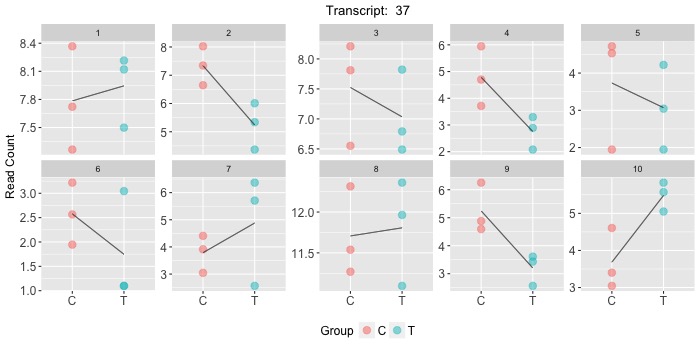 Transcript: 37
1 2 3 4 5
8.4 8.1 7.8 7.5
8 7 6 5
8.0 7.5 7.0 6.5
6 5 4 3 2
4 3 2
Read Count
6 7 8 9 10
3.0 2.5 2.0 1.5 1.0
6 5 4 3
12.0 11.5
6 5 4 3
5 4 3
C T C T C T C T C T
Group C T